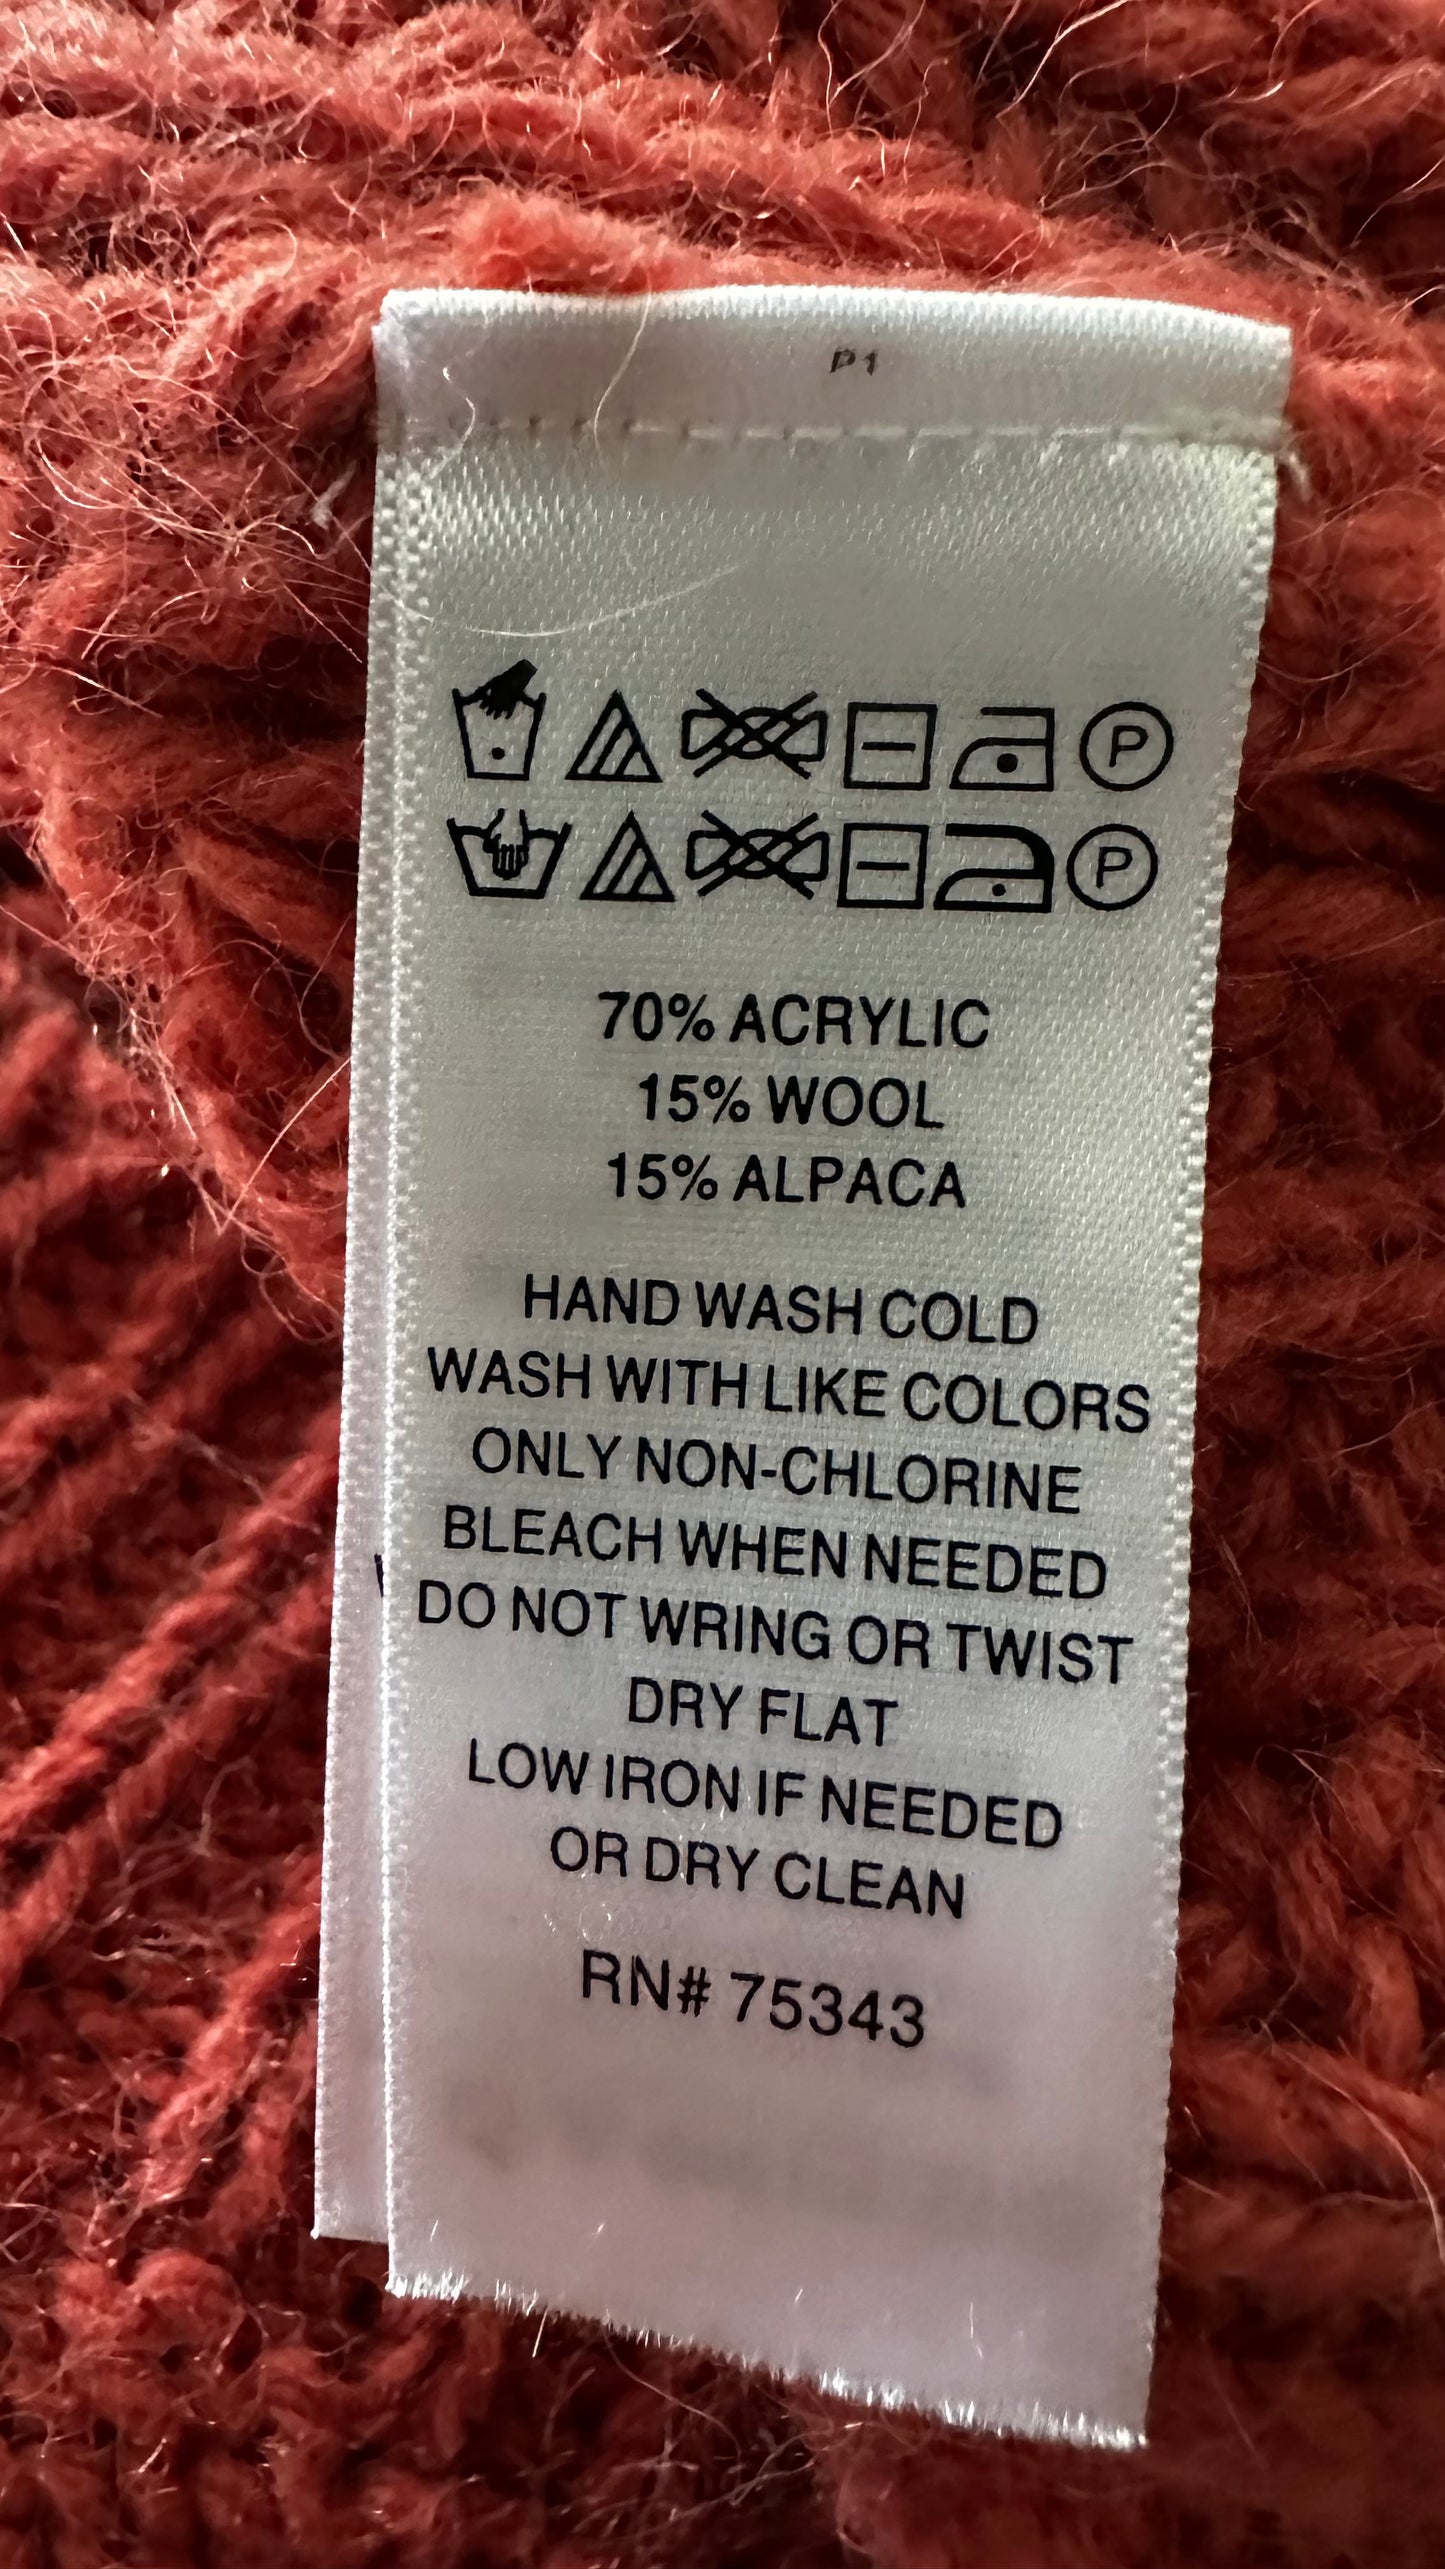 P1
P
P
70% ACRYLIC
15% WOOL
15% ALPACA
HAND WASH COLD
WASH WITH LIKE COLORS
ONLY NON-CHLORINE
BLEACH WHEN NEEDED
DO NOT WRING OR TWIST
DRY FLAT
LOW IRON IF NEEDED
OR DRY CLEAN
RN# 75343